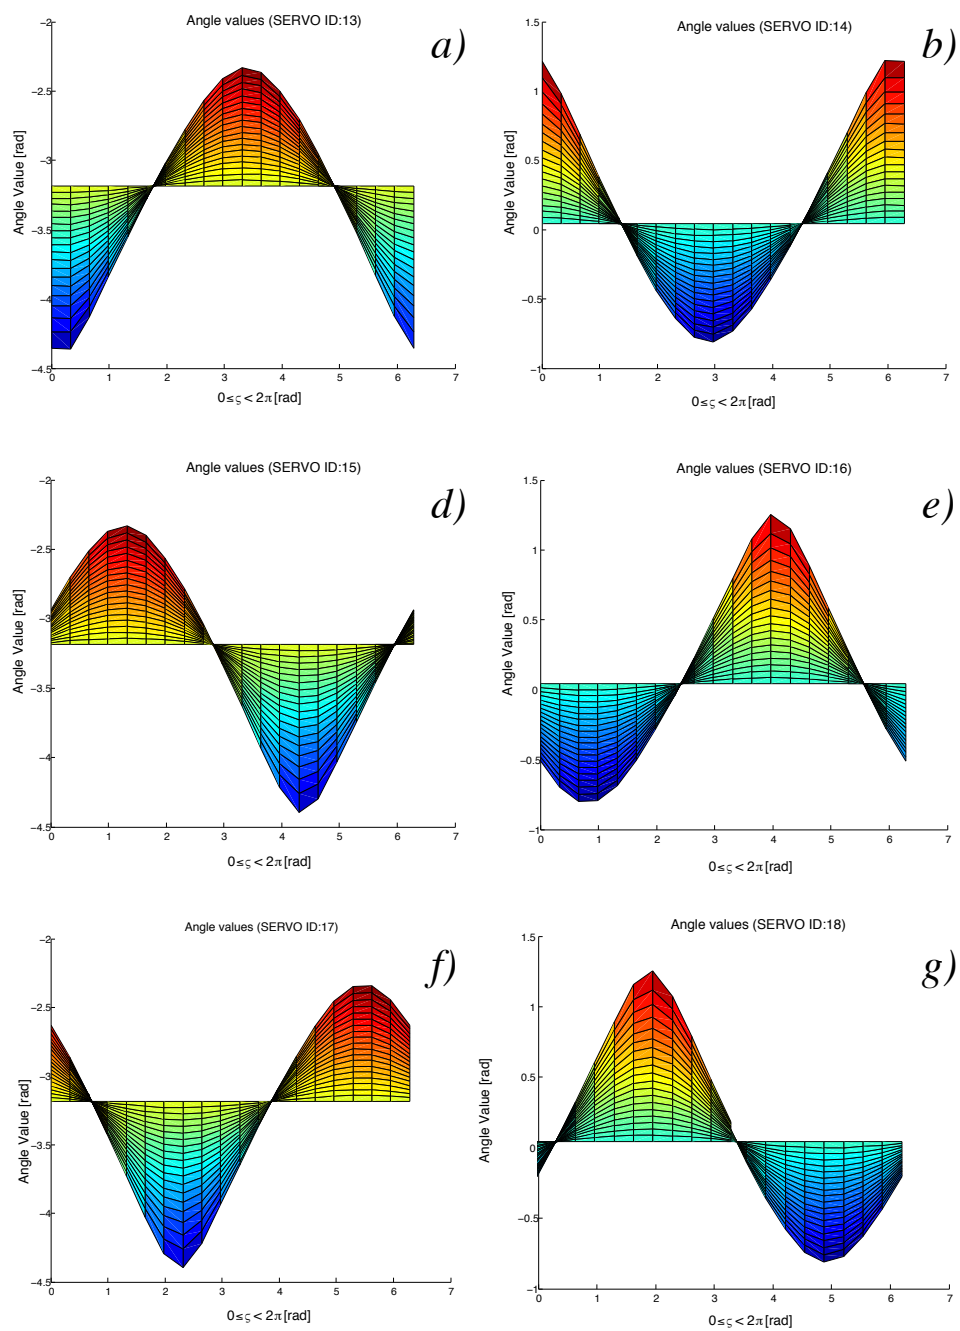 Angle values (SERVO ID:13)
a)
-2
-2.5
-3
-3.5
-4
-4.5
0 1 2 3 4 5 6 7
Angle Value [rad]
0≤ς<2π[rad]
Angle values (SERVO ID:14)
b)
1.5
1
0.5
0
-0.5
-1
0 1 2 3 4 5 6 7
Angle Value [rad]
0≤ς<2π[rad]
Angle values (SERVO ID:15)
d)
-2
-2.5
-3
-3.5
-4
-4.5
0 1 2 3 4 5 6 7
Angle Value [rad]
0≤ς<2π[rad]
Angle values (SERVO ID:16)
e)
1.5
1
0.5
0
-0.5
-1
0 1 2 3 4 5 6 7
Angle Value [rad]
0≤ς<2π[rad]
Angle values (SERVO ID:17)
f)
-2
-2.5
-3
-3.5
-4
-4.5
0 1 2 3 4 5 6 7
Angle Value [rad]
0≤ς<2π[rad]
Angle values (SERVO ID:18)
g)
1.5
1
0.5
0
-0.5
-1
0 1 2 3 4 5 6 7
Angle Value [rad]
0≤ς<2π[rad]